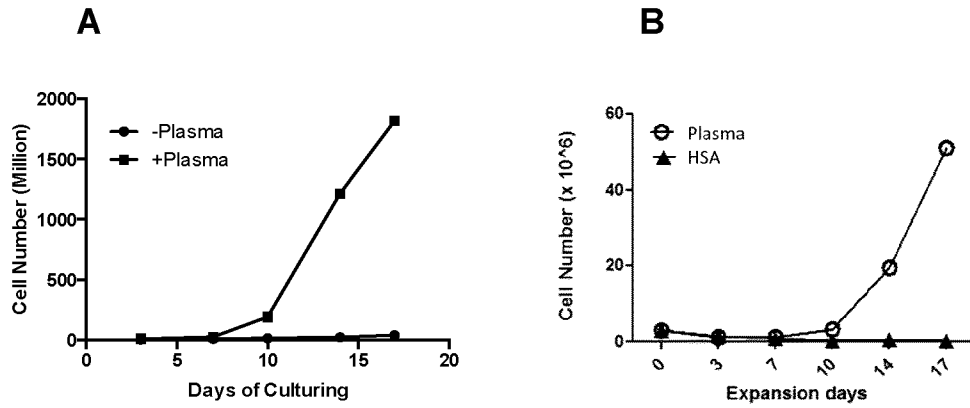 A
2000
1500
1000
500
0
-Plasma
+Plasma
Cell Number (Million)
0 5 10 15 20
Days of Culturing
B
60
40
20
0
Plasma
HSA
Cell Number (x 10^6)
0 3 7 10 14 17
Expansion days